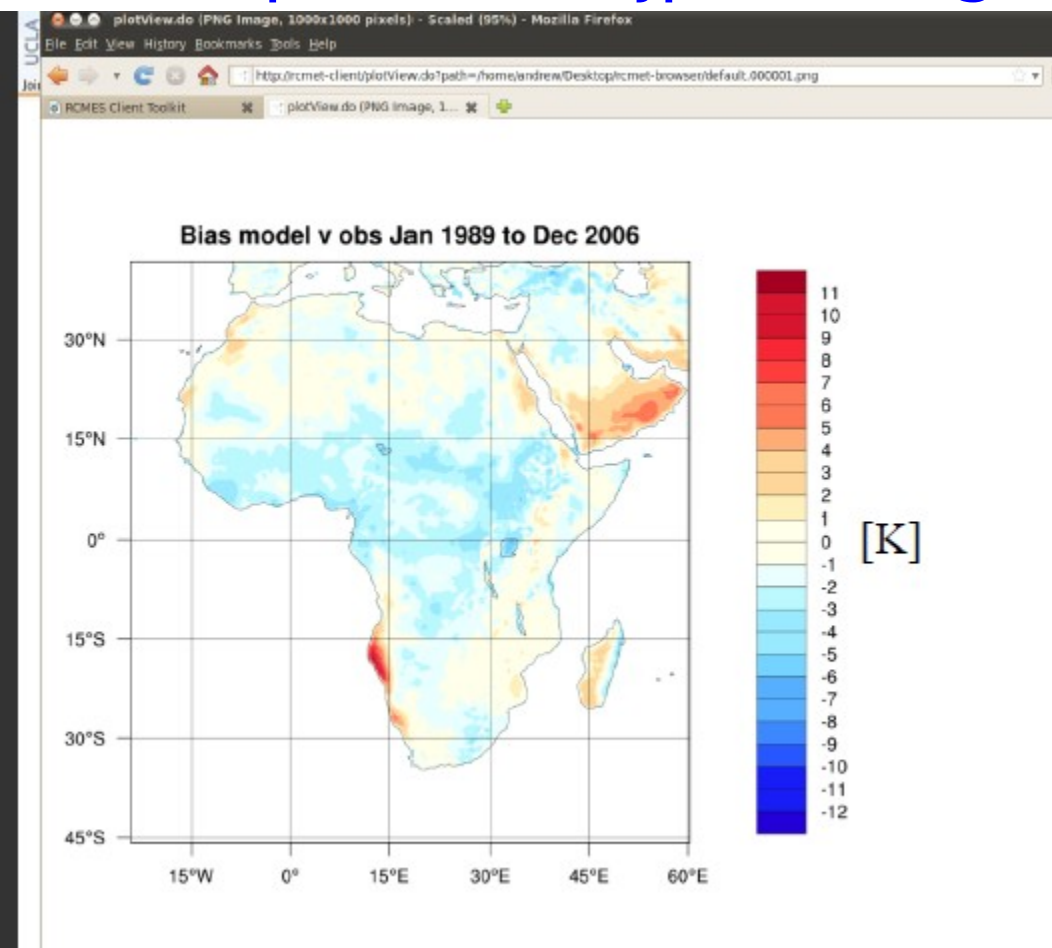 plotView.do (PNG Image, 1000x1000 pixels) - Scaled (95%) - Mozilla Firefox
UCLA
Edit View History Bookmarks Tools Help
Joi
http://rcmet-client/plotView.do?path=/home/andrew/Desktop/rcmet-browser/default.000001.png
RCMES Client Toolkit
plotView.do (PNG Image, 1...
Bias model v obs Jan 1989 to Dec 2006
30°N
15°N
0°
15°S
30°S
45°S
15°W 0° 15°E 30°E 45°E 60°E
11
10
9
8
7
6
5
4
3
2
1
0
-1
-2
-3
-4
-5
-6
-7
-8
-9
-10
-11
-12
[K]